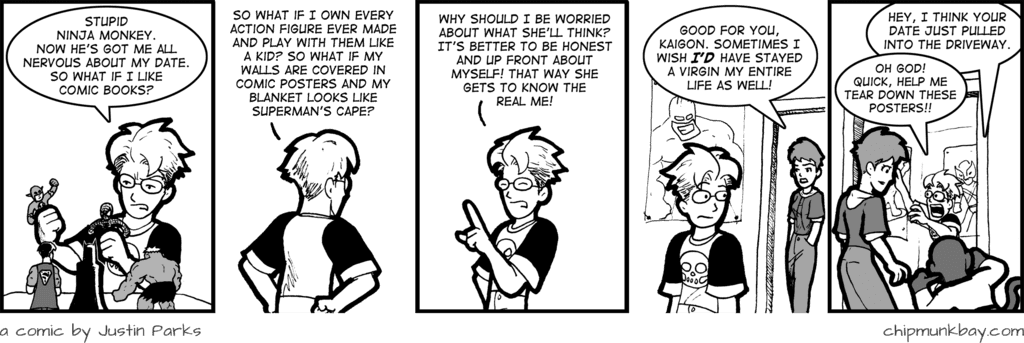 STUPID
NINJA MONKEY.
NOW HE'S GOT ME ALL
NERVOUS ABOUT MY DATE.
SO WHAT IF I LIKE
COMIC BOOKS?
SO WHAT IF I OWN EVERY
ACTION FIGURE EVER MADE
AND PLAY WITH THEM LIKE
A KID? SO WHAT IF MY
WALLS ARE COVERED IN
COMIC POSTERS AND MY
BLANKET LOOKS LIKE
SUPERMAN'S CAPE?
WHY SHOULD I BE WORRIED
ABOUT WHAT SHE'LL THINK?
IT'S BETTER TO BE HONEST
AND UP FRONT ABOUT
MYSELF! THAT WAY SHE
GETS TO KNOW THE
REAL ME!
GOOD FOR YOU,
KAIGON. SOMETIMES I
WISH I'D HAVE STAYED
A VIRGIN MY ENTIRE
LIFE AS WELL!
HEY, I THINK YOUR
DATE JUST PULLED
INTO THE DRIVEWAY.
OH GOD!
QUICK, HELP ME
TEAR DOWN THESE
POSTERS!!
a comic by Justin Parks
chipmunkbay.com